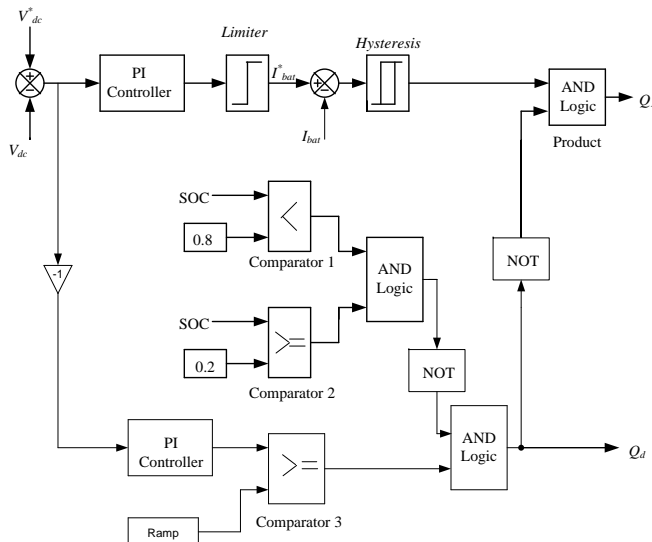 V*dc
Limiter
Hysteresis
+
−
PI
Controller
I*bat
+
−
AND
Logic
Vdc
Ibat
Product
SOC
<
0.8
Comparator 1
AND
Logic
NOT
-1
SOC
>=
0.2
Comparator 2
NOT
PI
Controller
>=
AND
Logic
Qd
Ramp
Comparator 3